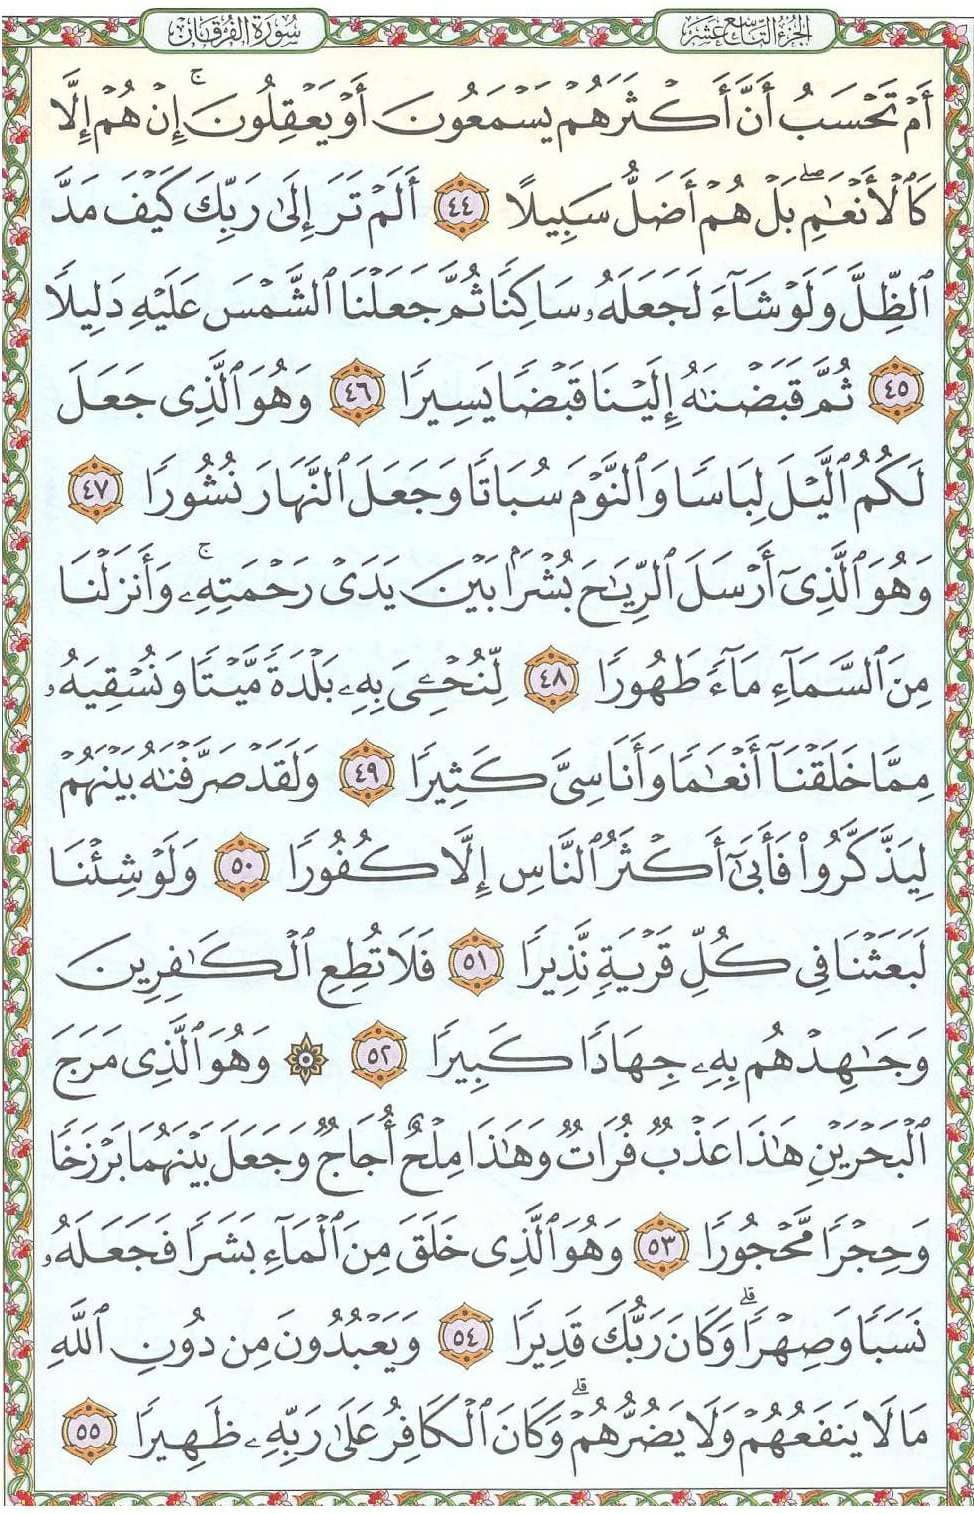 الجزء التاسع عشر سورة الفرقان
أَمْ تَحْسَبُ أَنَّ أَكْثَرَهُمْ يَسْمَعُونَ أَوْ يَعْقِلُونَ ۚ إِنْ هُمْ إِلَّا
كَٱلْأَنْعَٰمِ ۖ بَلْ هُمْ أَضَلُّ سَبِيلًا ٤٤ أَلَمْ تَرَ إِلَىٰ رَبِّكَ كَيْفَ مَدَّ
ٱلظِّلَّ وَلَوْ شَآءَ لَجَعَلَهُۥ سَاكِنًا ثُمَّ جَعَلْنَا ٱلشَّمْسَ عَلَيْهِ دَلِيلًا
٤٥ ثُمَّ قَبَضْنَٰهُ إِلَيْنَا قَبْضًا يَسِيرًا ٤٦ وَهُوَ ٱلَّذِى جَعَلَ
لَكُمُ ٱلَّيْلَ لِبَاسًا وَٱلنَّوْمَ سُبَاتًا وَجَعَلَ ٱلنَّهَارَ نُشُورًا ٤٧
وَهُوَ ٱلَّذِىٓ أَرْسَلَ ٱلرِّيَٰحَ بُشْرًۢا بَيْنَ يَدَىْ رَحْمَتِهِۦ ۚ وَأَنزَلْنَا
مِنَ ٱلسَّمَآءِ مَآءً طَهُورًا ٤٨ لِّنُحْـِۧىَ بِهِۦ بَلْدَةً مَّيْتًا وَنُسْقِيَهُۥ
مِمَّا خَلَقْنَآ أَنْعَٰمًا وَأَنَاسِىَّ كَثِيرًا ٤٩ وَلَقَدْ صَرَّفْنَٰهُ بَيْنَهُمْ
لِيَذَّكَّرُوا۟ فَأَبَىٰٓ أَكْثَرُ ٱلنَّاسِ إِلَّا كُفُورًا ٥٠ وَلَوْ شِئْنَا
لَبَعَثْنَا فِى كُلِّ قَرْيَةٍ نَّذِيرًا ٥١ فَلَا تُطِعِ ٱلْكَٰفِرِينَ
وَجَٰهِدْهُم بِهِۦ جِهَادًا كَبِيرًا ٥٢ ۞ وَهُوَ ٱلَّذِى مَرَجَ
ٱلْبَحْرَيْنِ هَٰذَا عَذْبٌ فُرَاتٌ وَهَٰذَا مِلْحٌ أُجَاجٌ وَجَعَلَ بَيْنَهُمَا بَرْزَخًا
وَحِجْرًا مَّحْجُورًا ٥٣ وَهُوَ ٱلَّذِى خَلَقَ مِنَ ٱلْمَآءِ بَشَرًا فَجَعَلَهُۥ
نَسَبًا وَصِهْرًا ۗ وَكَانَ رَبُّكَ قَدِيرًا ٥٤ وَيَعْبُدُونَ مِن دُونِ ٱللَّهِ
مَا لَا يَنفَعُهُمْ وَلَا يَضُرُّهُمْ ۗ وَكَانَ ٱلْكَافِرُ عَلَىٰ رَبِّهِۦ ظَهِيرًا ٥٥